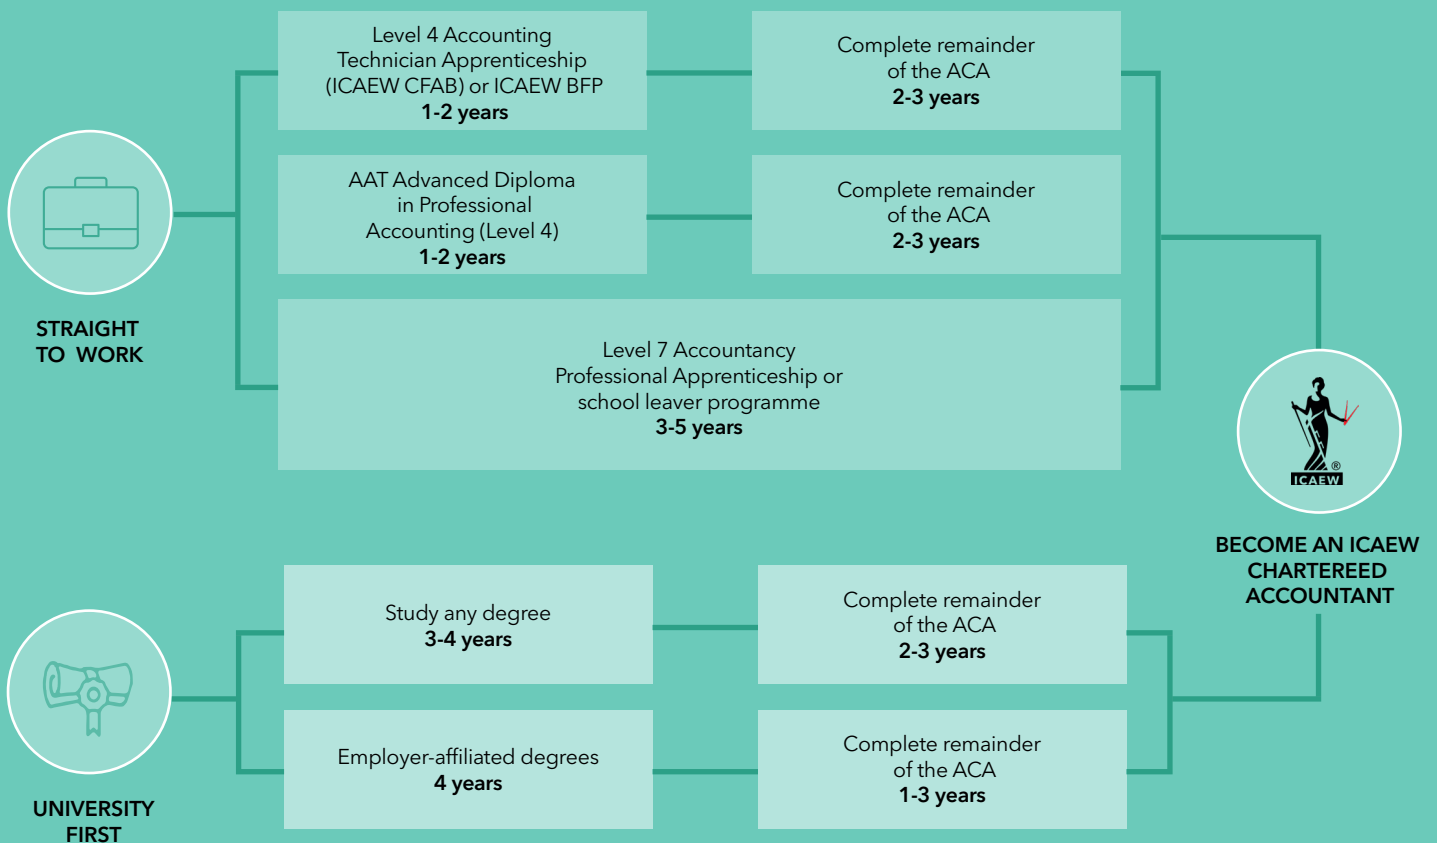 Level 4 Accounting
Technician Apprenticeship
(ICAEW CFAB) or ICAEW BFP
1-2 years
Complete remainder
of the ACA
2-3 years
AAT Advanced Diploma
in Professional
Accounting (Level 4)
1-2 years
Complete remainder
of the ACA
2-3 years
STRAIGHT
TO WORK
Level 7 Accountancy
Professional Apprenticeship or
school leaver programme
3-5 years
®
ICAEW
BECOME AN ICAEW
CHARTEREED
ACCOUNTANT
Study any degree
3-4 years
Complete remainder
of the ACA
2-3 years
Employer-affiliated degrees
4 years
Complete remainder
of the ACA
1-3 years
UNIVERSITY
FIRST